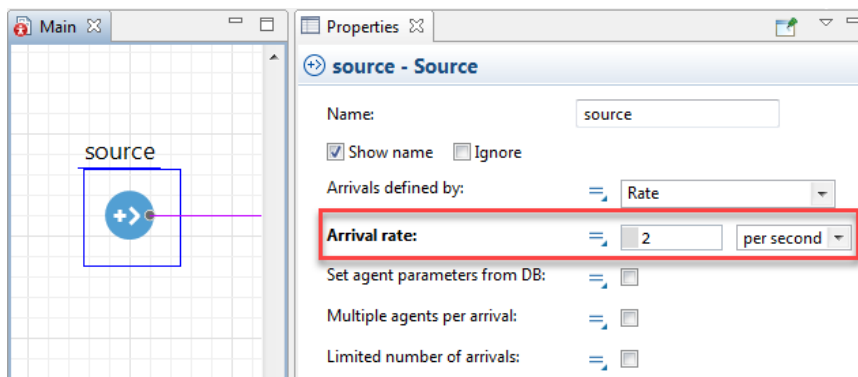 Main
source
Properties
source - Source
Name: source
Show name Ignore
Arrivals defined by: Rate
Arrival rate: 2 per second
Set agent parameters from DB:
Multiple agents per arrival:
Limited number of arrivals: